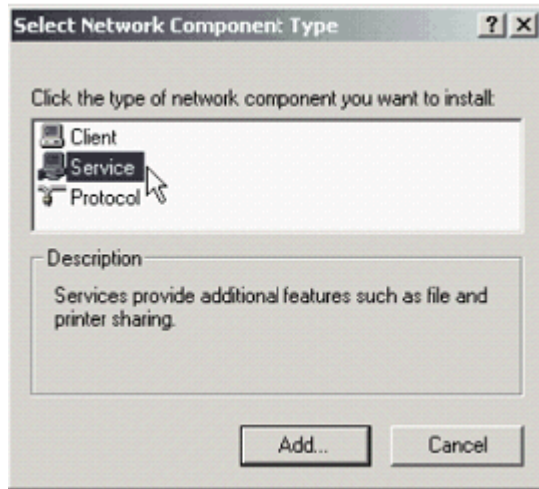 Select Network Component Type
Click the type of network component you want to install:
Client
Service
Protocol
Description
Services provide additional features such as file and
printer sharing.
Add... Cancel